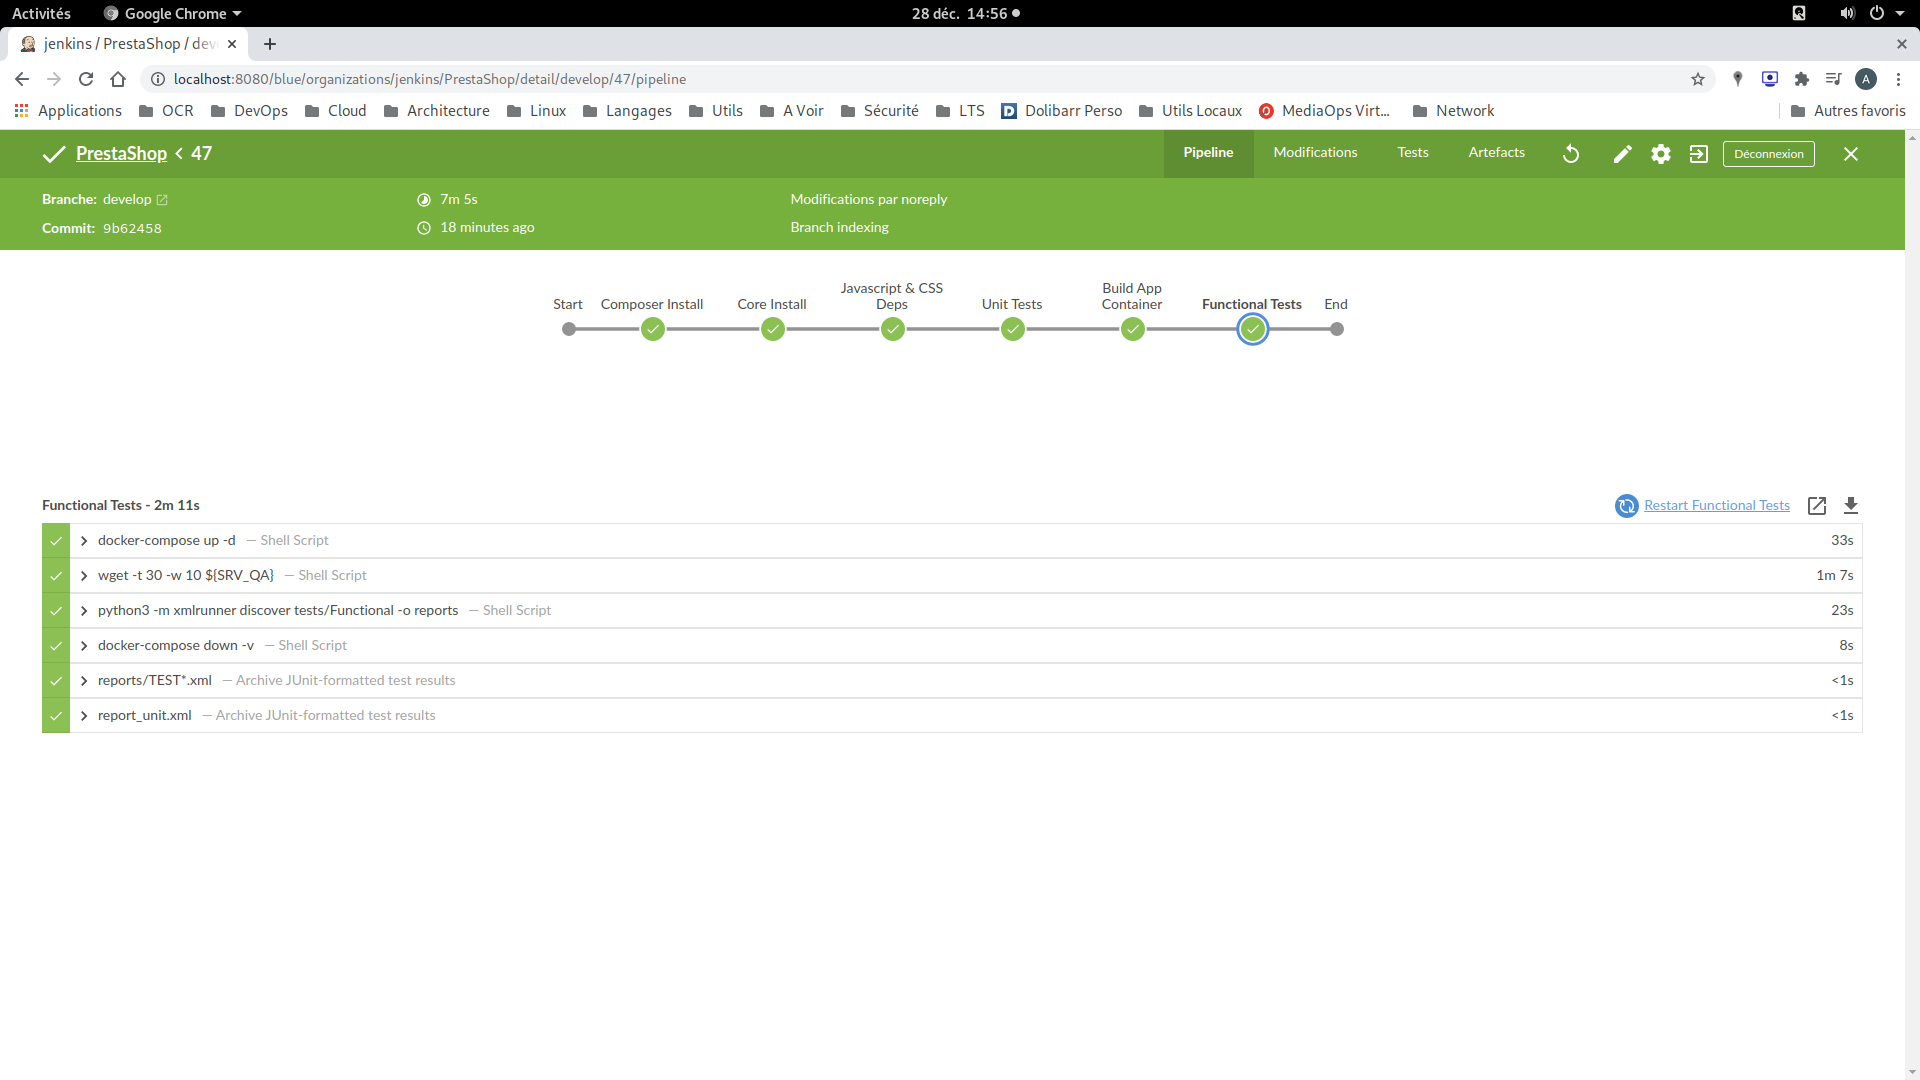 Activités Google Chrome 28 déc. 14:56
jenkins / PrestaShop / dev
localhost:8080/blue/organizations/jenkins/PrestaShop/detail/develop/47/pipeline A
Applications OCR DevOps Cloud Architecture Linux Langages Utils A Voir Sécurité LTS Dolibarr Perso Utils Locaux MediaOps Virt... Network Autres favoris
PrestaShop < 47 Pipeline Modifications Tests Artefacts Déconnexion
Branche: develop 7m 5s Modifications par noreply
Commit: 9b62458 18 minutes ago Branch indexing
Start Composer Install Core Install Javascript & CSS Deps Unit Tests Build App Container Functional Tests End
Functional Tests - 2m 11s Restart Functional Tests
docker-compose up -d — Shell Script 33s
wget -t 30 -w 10 ${SRV_QA} — Shell Script 1m 7s
python3 -m xmlrunner discover tests/Functional -o reports — Shell Script 23s
docker-compose down -v — Shell Script 8s
reports/TEST*.xml — Archive JUnit-formatted test results <1s
report_unit.xml — Archive JUnit-formatted test results <1s